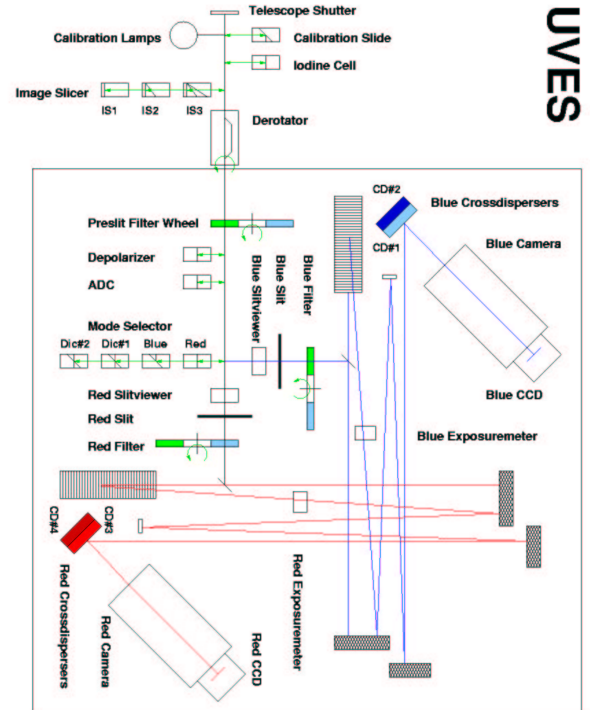 UVES
Telescope Shutter
Calibration Lamps
Calibration Slide
Iodine Cell
Image Slicer
IS1 IS2 IS3
Derotator
Preslit Filter Wheel
Depolarizer
ADC
Mode Selector
Dic#2 Dic#1 Blue Red
Red Slitviewer
Red Slit
Red Filter
Blue Slitviewer
Blue Slit
Blue Filter
CD#2
CD#1
Blue Crossdispersers
Blue Camera
Blue CCD
Blue Exposuremeter
CD#3
CD#4
Red Crossdispersers
Red Camera
Red CCD
Red Exposuremeter